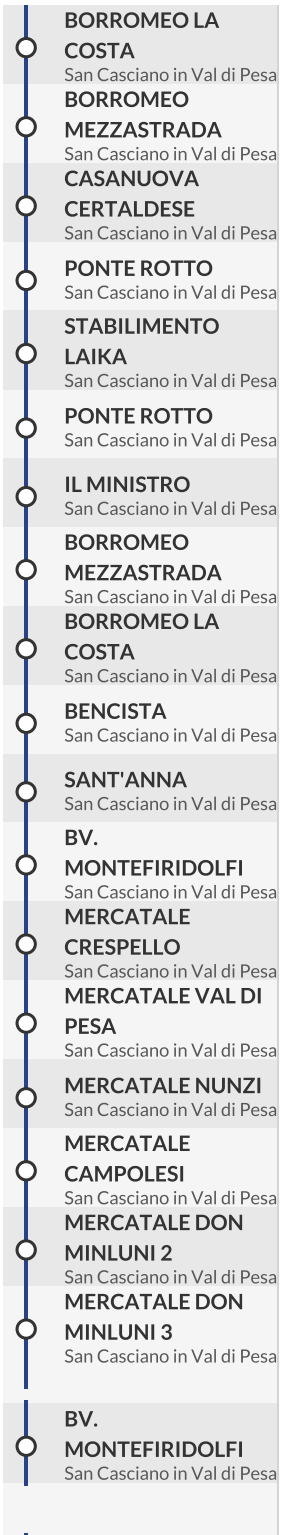 BORROMEO LA
COSTA
San Casciano in Val di Pesa
BORROMEO
MEZZASTRADA
San Casciano in Val di Pesa
CASANUOVA
CERTALDESE
San Casciano in Val di Pesa
PONTE ROTTO
San Casciano in Val di Pesa
STABILIMENTO
LAIKA
San Casciano in Val di Pesa
PONTE ROTTO
San Casciano in Val di Pesa
IL MINISTRO
San Casciano in Val di Pesa
BORROMEO
MEZZASTRADA
San Casciano in Val di Pesa
BORROMEO LA
COSTA
San Casciano in Val di Pesa
BENCISTA
San Casciano in Val di Pesa
SANT'ANNA
San Casciano in Val di Pesa
BV.
MONTEFIRIDOLFI
San Casciano in Val di Pesa
MERCATALE
CRESPELLO
San Casciano in Val di Pesa
MERCATALE VAL DI
PESA
San Casciano in Val di Pesa
MERCATALE NUNZI
San Casciano in Val di Pesa
MERCATALE
CAMPOLESI
San Casciano in Val di Pesa
MERCATALE DON
MINLUNI 2
San Casciano in Val di Pesa
MERCATALE DON
MINLUNI 3
San Casciano in Val di Pesa
BV.
MONTEFIRIDOLFI
San Casciano in Val di Pesa